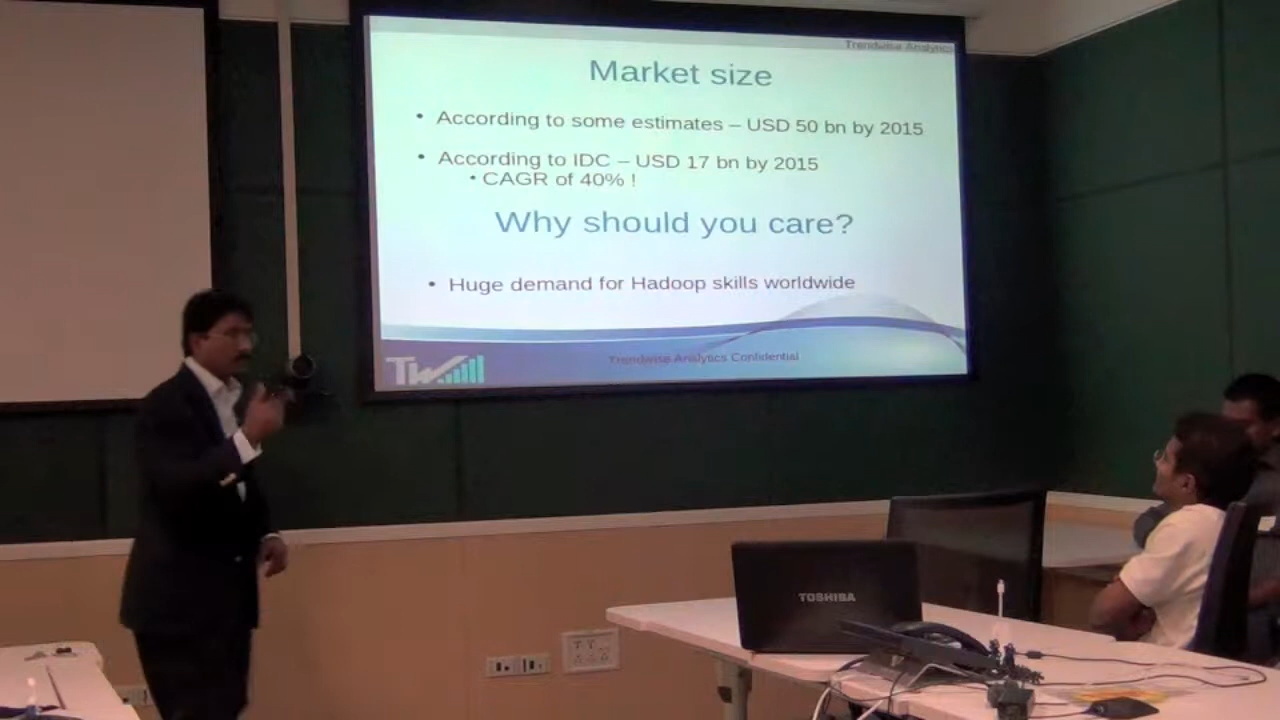 Trendwise Analytics
Market size
• According to some estimates – USD 50 bn by 2015
• According to IDC – USD 17 bn by 2015
• CAGR of 40% !
Why should you care?
• Huge demand for Hadoop skills worldwide
Trendwise Analytics Confidential
TW
TOSHIBA